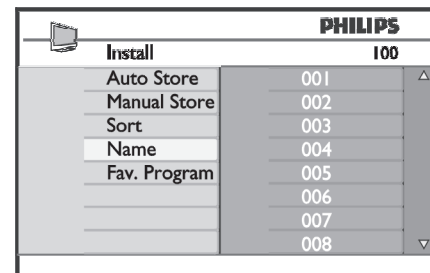 PHILIPS
Install 100
Auto Store 001
Manual Store 002
Sort 003
Name 004
Fav. Program 005
006
007
008